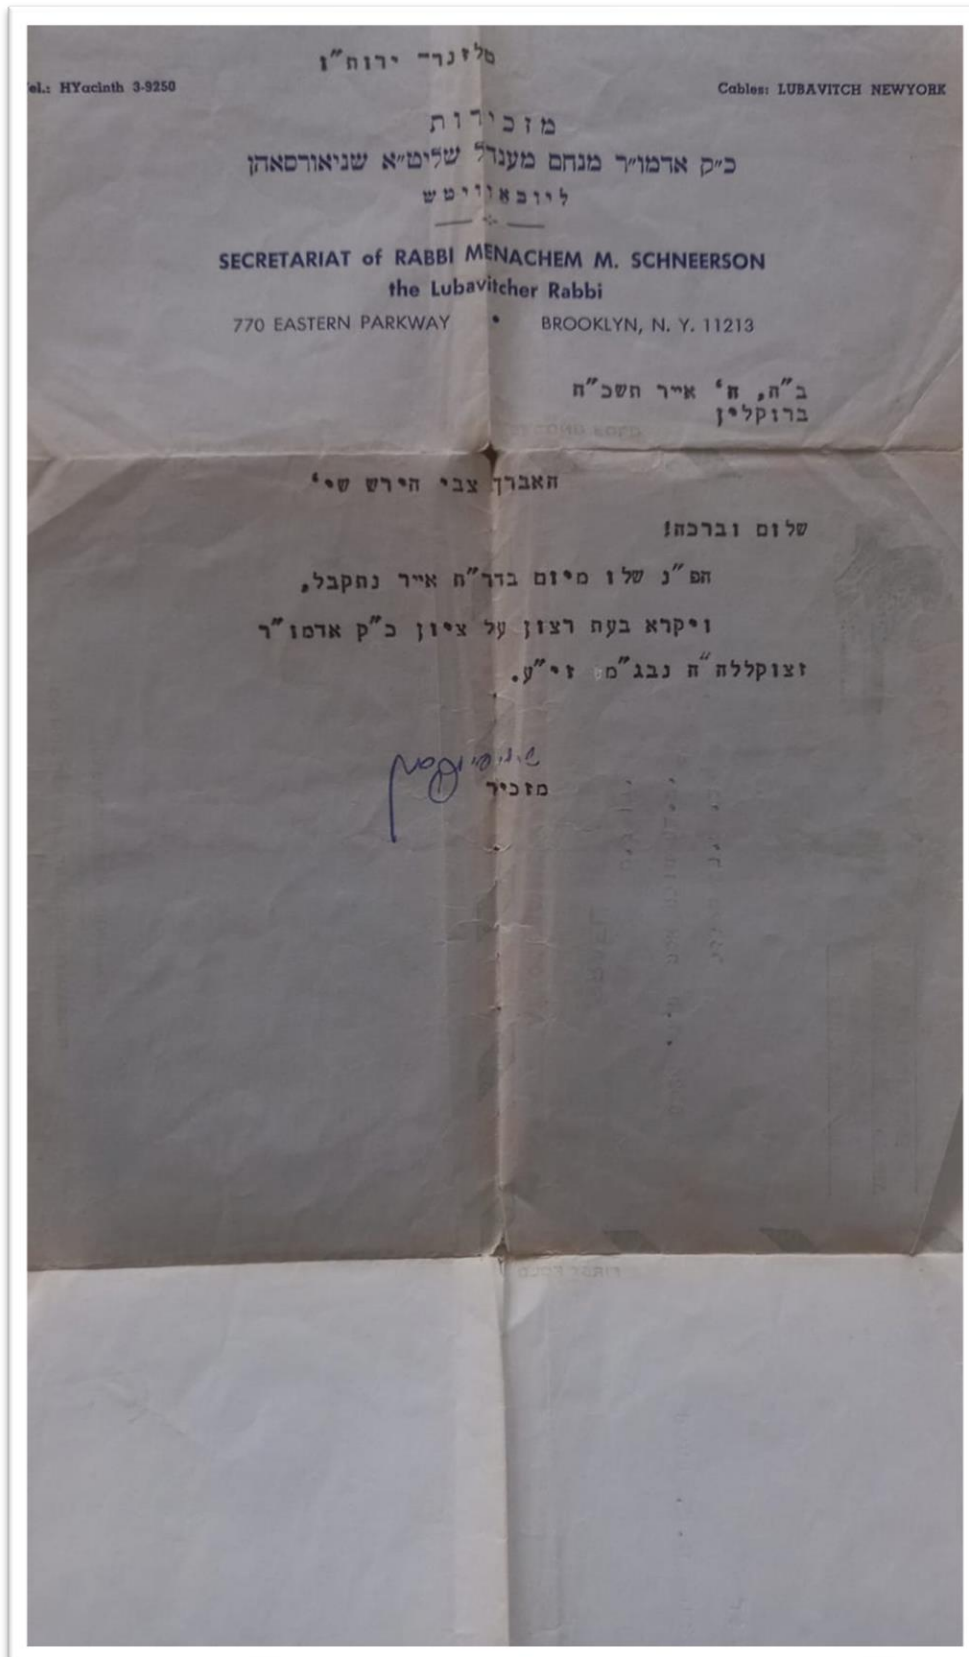 מלזנר- ירוח"ו
el.: HYacinth 3-9250
Cables: LUBAVITCH NEWYORK
מזכירות
כ״ק אדמו״ר מנחם מענדל שליט״א שניאורסאהן
ליובאוויטש
SECRETARIAT of RABBI MENACHEM M. SCHNEERSON
the Lubavitcher Rabbi
770 EASTERN PARKWAY • BROOKLYN, N. Y. 11213
ב"ה, ח' אייר תשכ"ח
ברוקלין
האברך צבי הירש שי'
שלום וברכה!
הפ"נ שלו מיום בדר"ח אייר נתקבל,
ויקרא בעת רצון על ציון כ"ק אדמו"ר
זצוקללה"ה נבג"מ זי"ע.
מזכיר